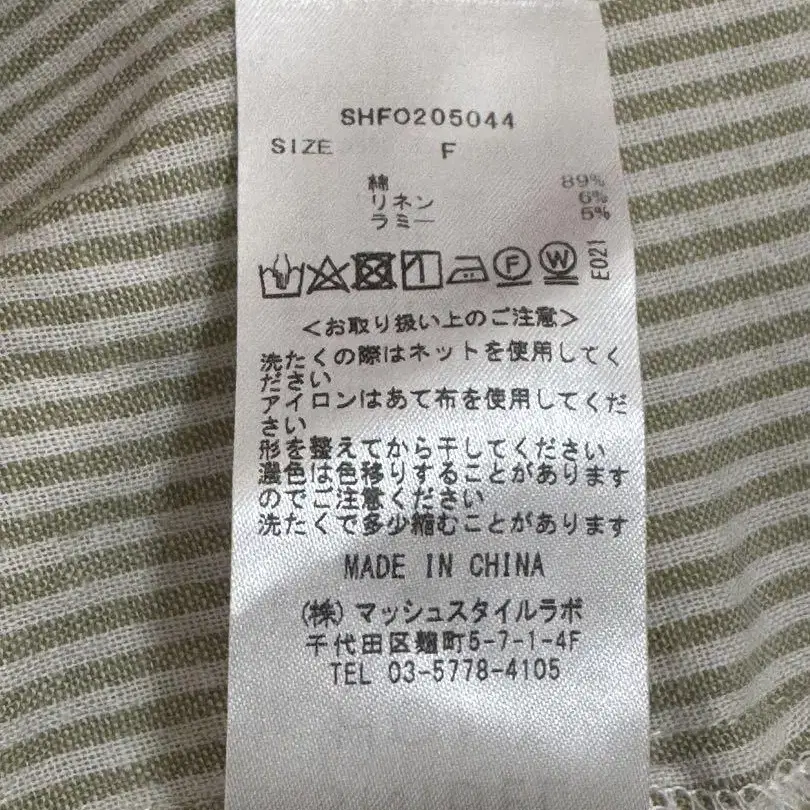 SHFO205044
SIZE F
綿 89%
リネン 6%
ラミー 5%
F W E021
<お取り扱い上のご注意>
洗たくの際はネットを使用してく
ださい
アイロンはあて布を使用してくだ
さい
形を整えてから干してください
濃色は色移りすることがあります
のでご注意ください
洗たくで多少縮むことがあります
MADE IN CHINA
(株)マッシュスタイルラボ
千代田区麹町5-7-1-4F
TEL 03-5778-4105